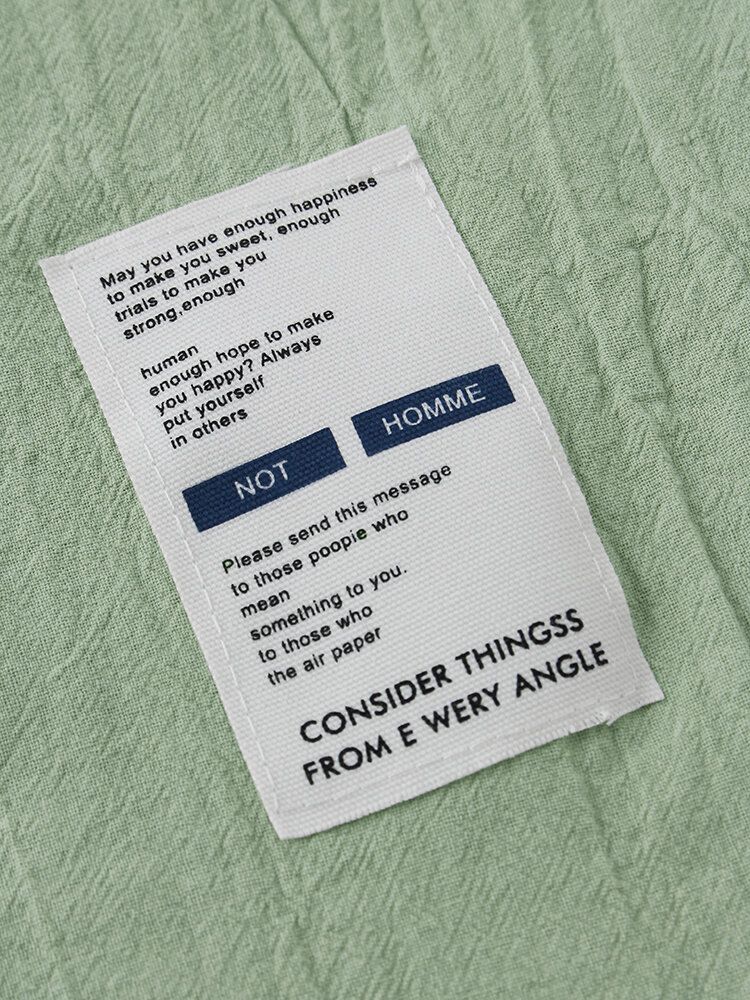 May you have enough happiness
to make you sweet, enough
trials to make you
strong,enough
human
enough hope to make
you happy? Always
put yourself
in others
NOT HOMME
Please send this message
to those poopie who
mean
something to you.
to those who
the air paper
CONSIDER THINGSS
FROM E WERY ANGLE